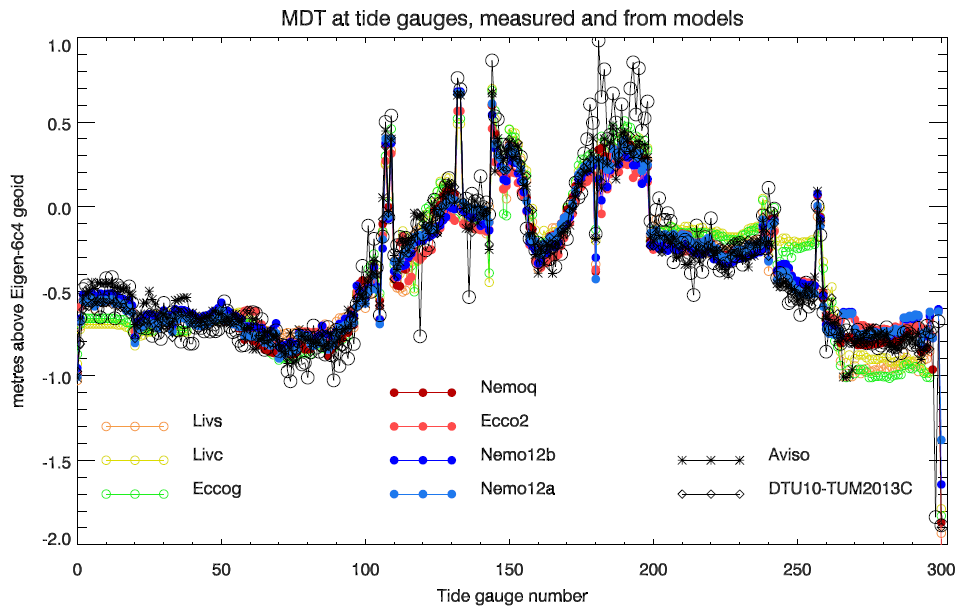 MDT at tide gauges, measured and from models
metres above Eigen-6c4 geoid
1.0
0.5
0.0
-0.5
-1.0
-1.5
-2.0
Nemoq
Livs Ecco2
Livc Nemo12b Aviso
Eccog Nemo12a DTU10-TUM2013C
0 50 100 150 200 250 300
Tide gauge number